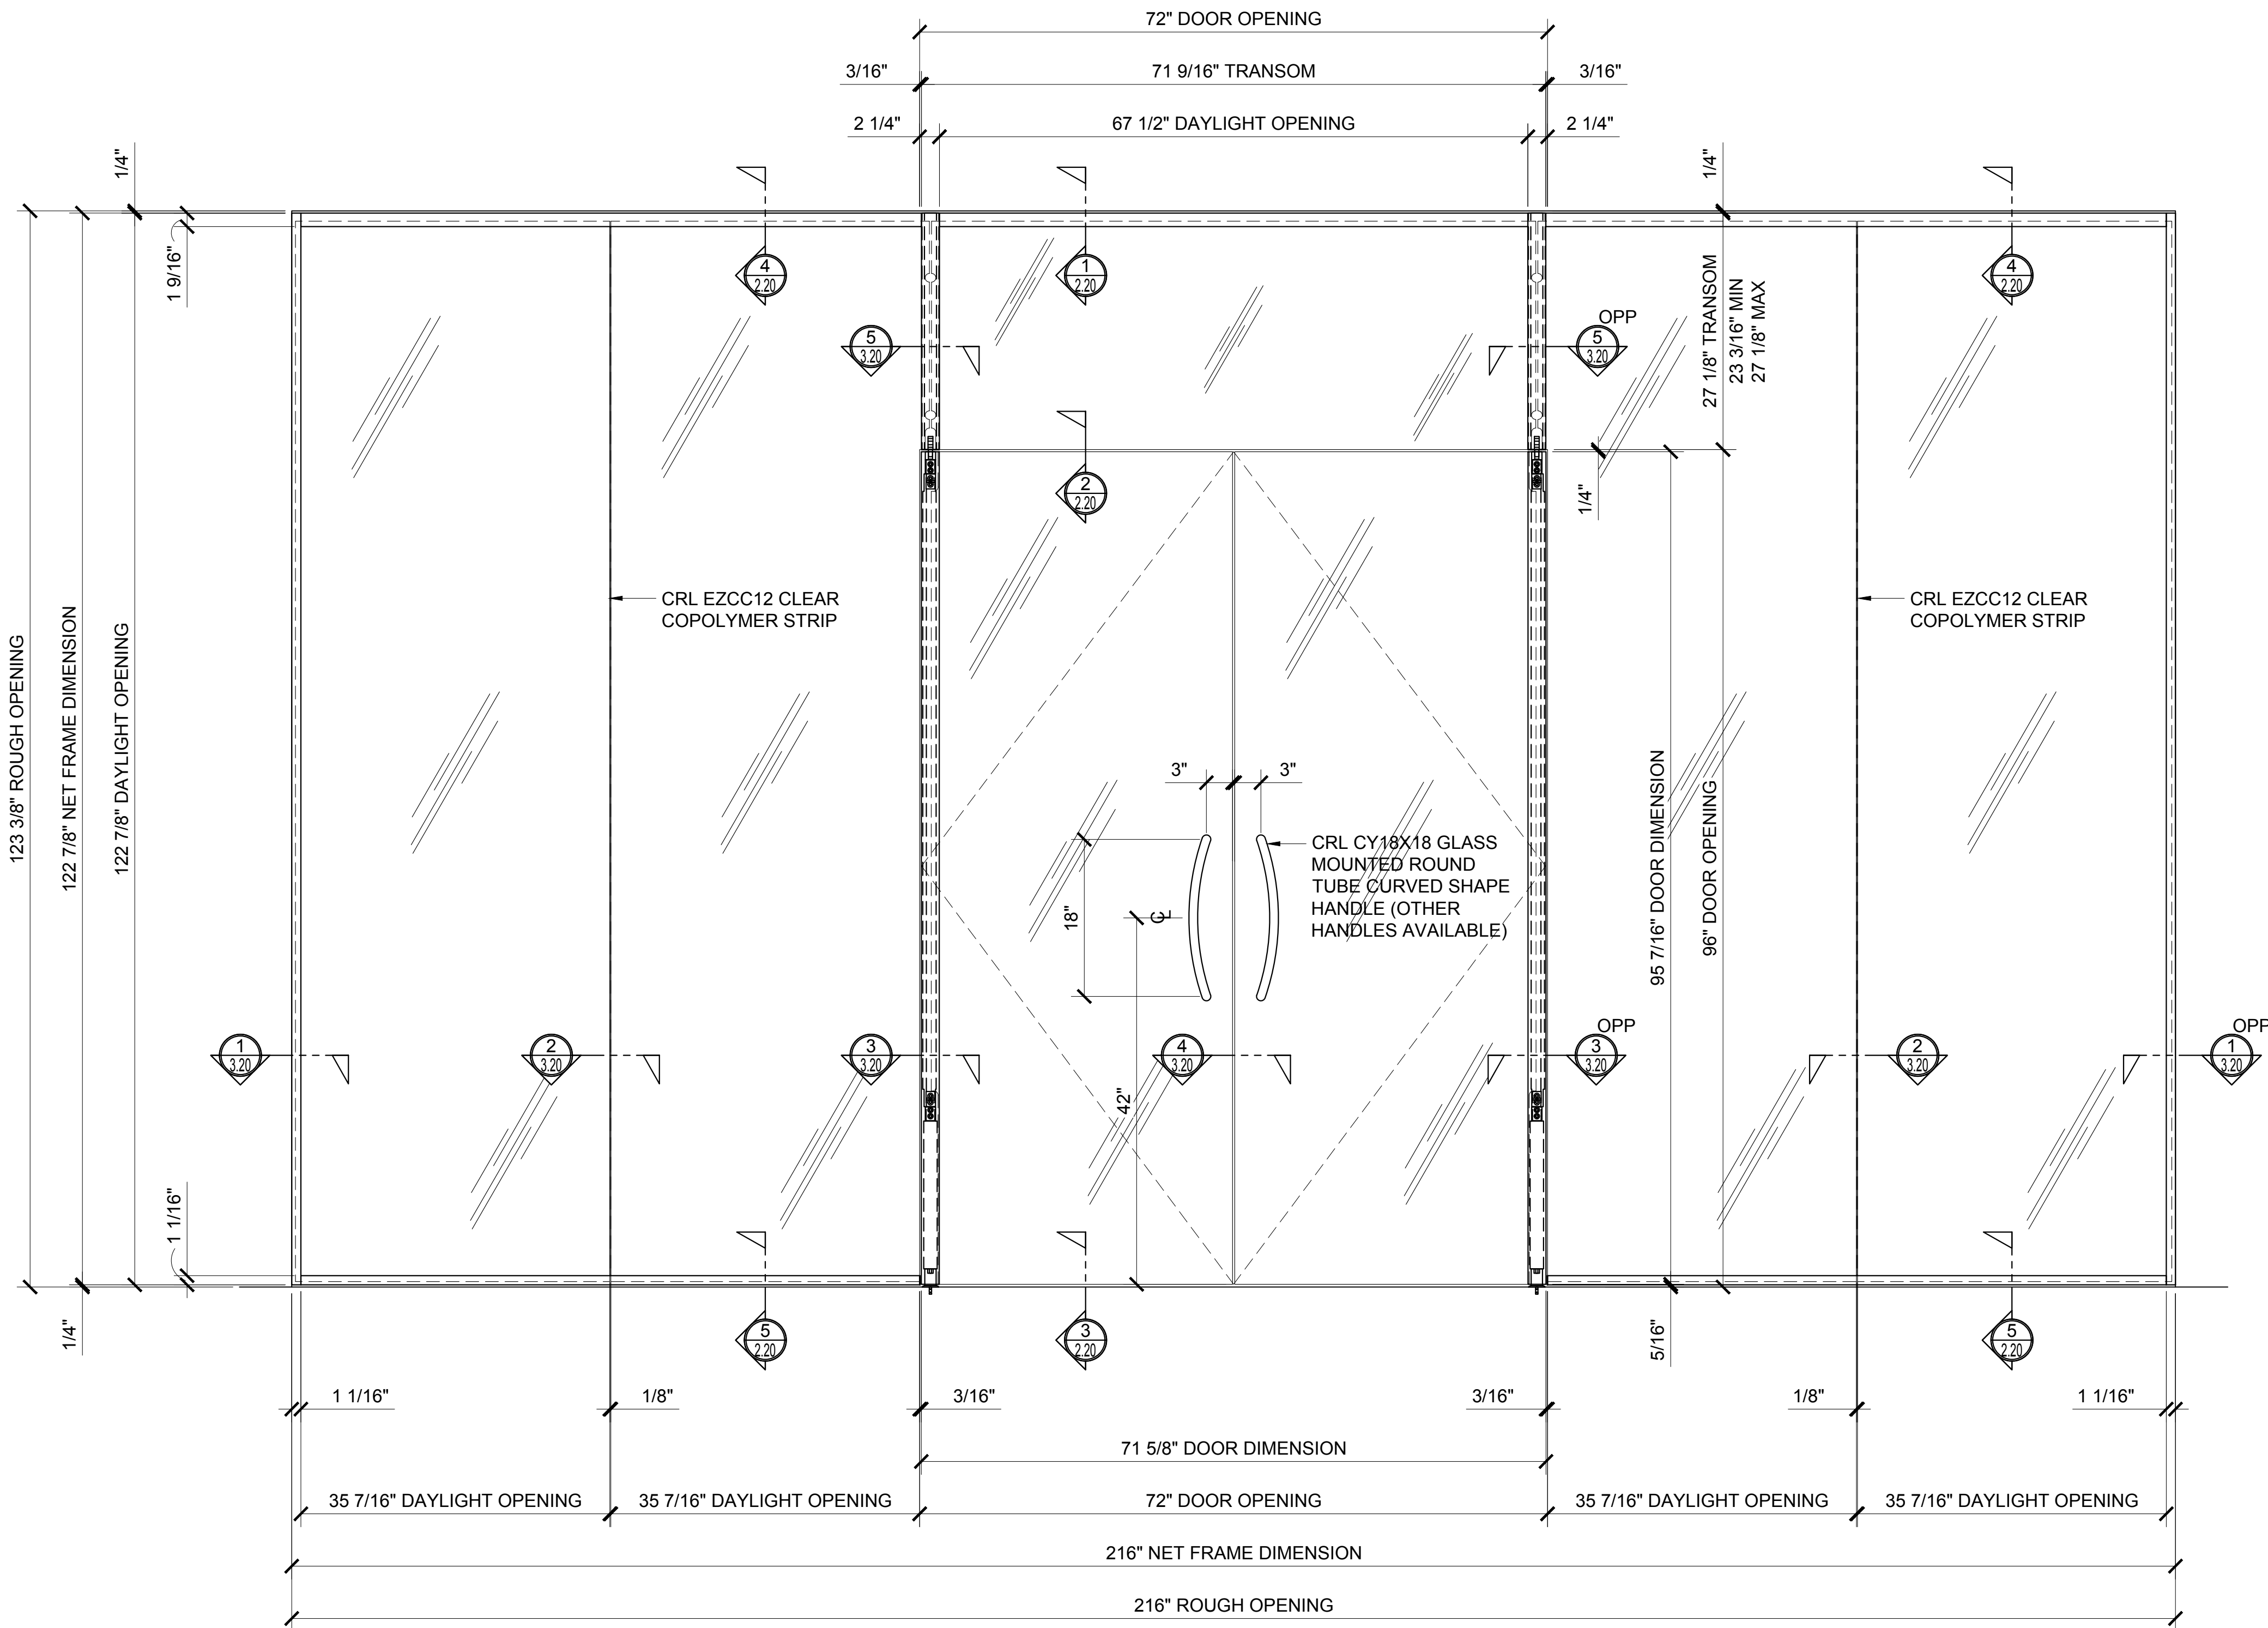 72" DOOR OPENING
3/16"
71 9/16" TRANSOM
3/16"
2 1/4"
67 1/2" DAYLIGHT OPENING
2 1/4"
1/4"
1/4"
1 9/16"
4
2.20
1
2.20
4
2.20
5
3.20
OPP
5
3.20
27 1/8" TRANSOM
23 3/16" MIN
27 1/8" MAX
2
2.20
1/4"
CRL EZCC12 CLEAR
COPOLYMER STRIP
CRL EZCC12 CLEAR
COPOLYMER STRIP
123 3/8" ROUGH OPENING
122 7/8" NET FRAME DIMENSION
122 7/8" DAYLIGHT OPENING
3"
3"
CRL CY18X18 GLASS
MOUNTED ROUND
TUBE CURVED SHAPE
HANDLE (OTHER
HANDLES AVAILABLE)
18"
CL
95 7/16" DOOR DIMENSION
96" DOOR OPENING
1
3.20
2
3.20
3
3.20
4
3.20
OPP
3
3.20
2
3.20
OPP
1
3.20
42"
1 1/16"
1/4"
5
2.20
3
2.20
5/16"
5
2.20
1 1/16"
1/8"
3/16"
3/16"
1/8"
1 1/16"
71 5/8" DOOR DIMENSION
35 7/16" DAYLIGHT OPENING
35 7/16" DAYLIGHT OPENING
72" DOOR OPENING
35 7/16" DAYLIGHT OPENING
35 7/16" DAYLIGHT OPENING
216" NET FRAME DIMENSION
216" ROUGH OPENING